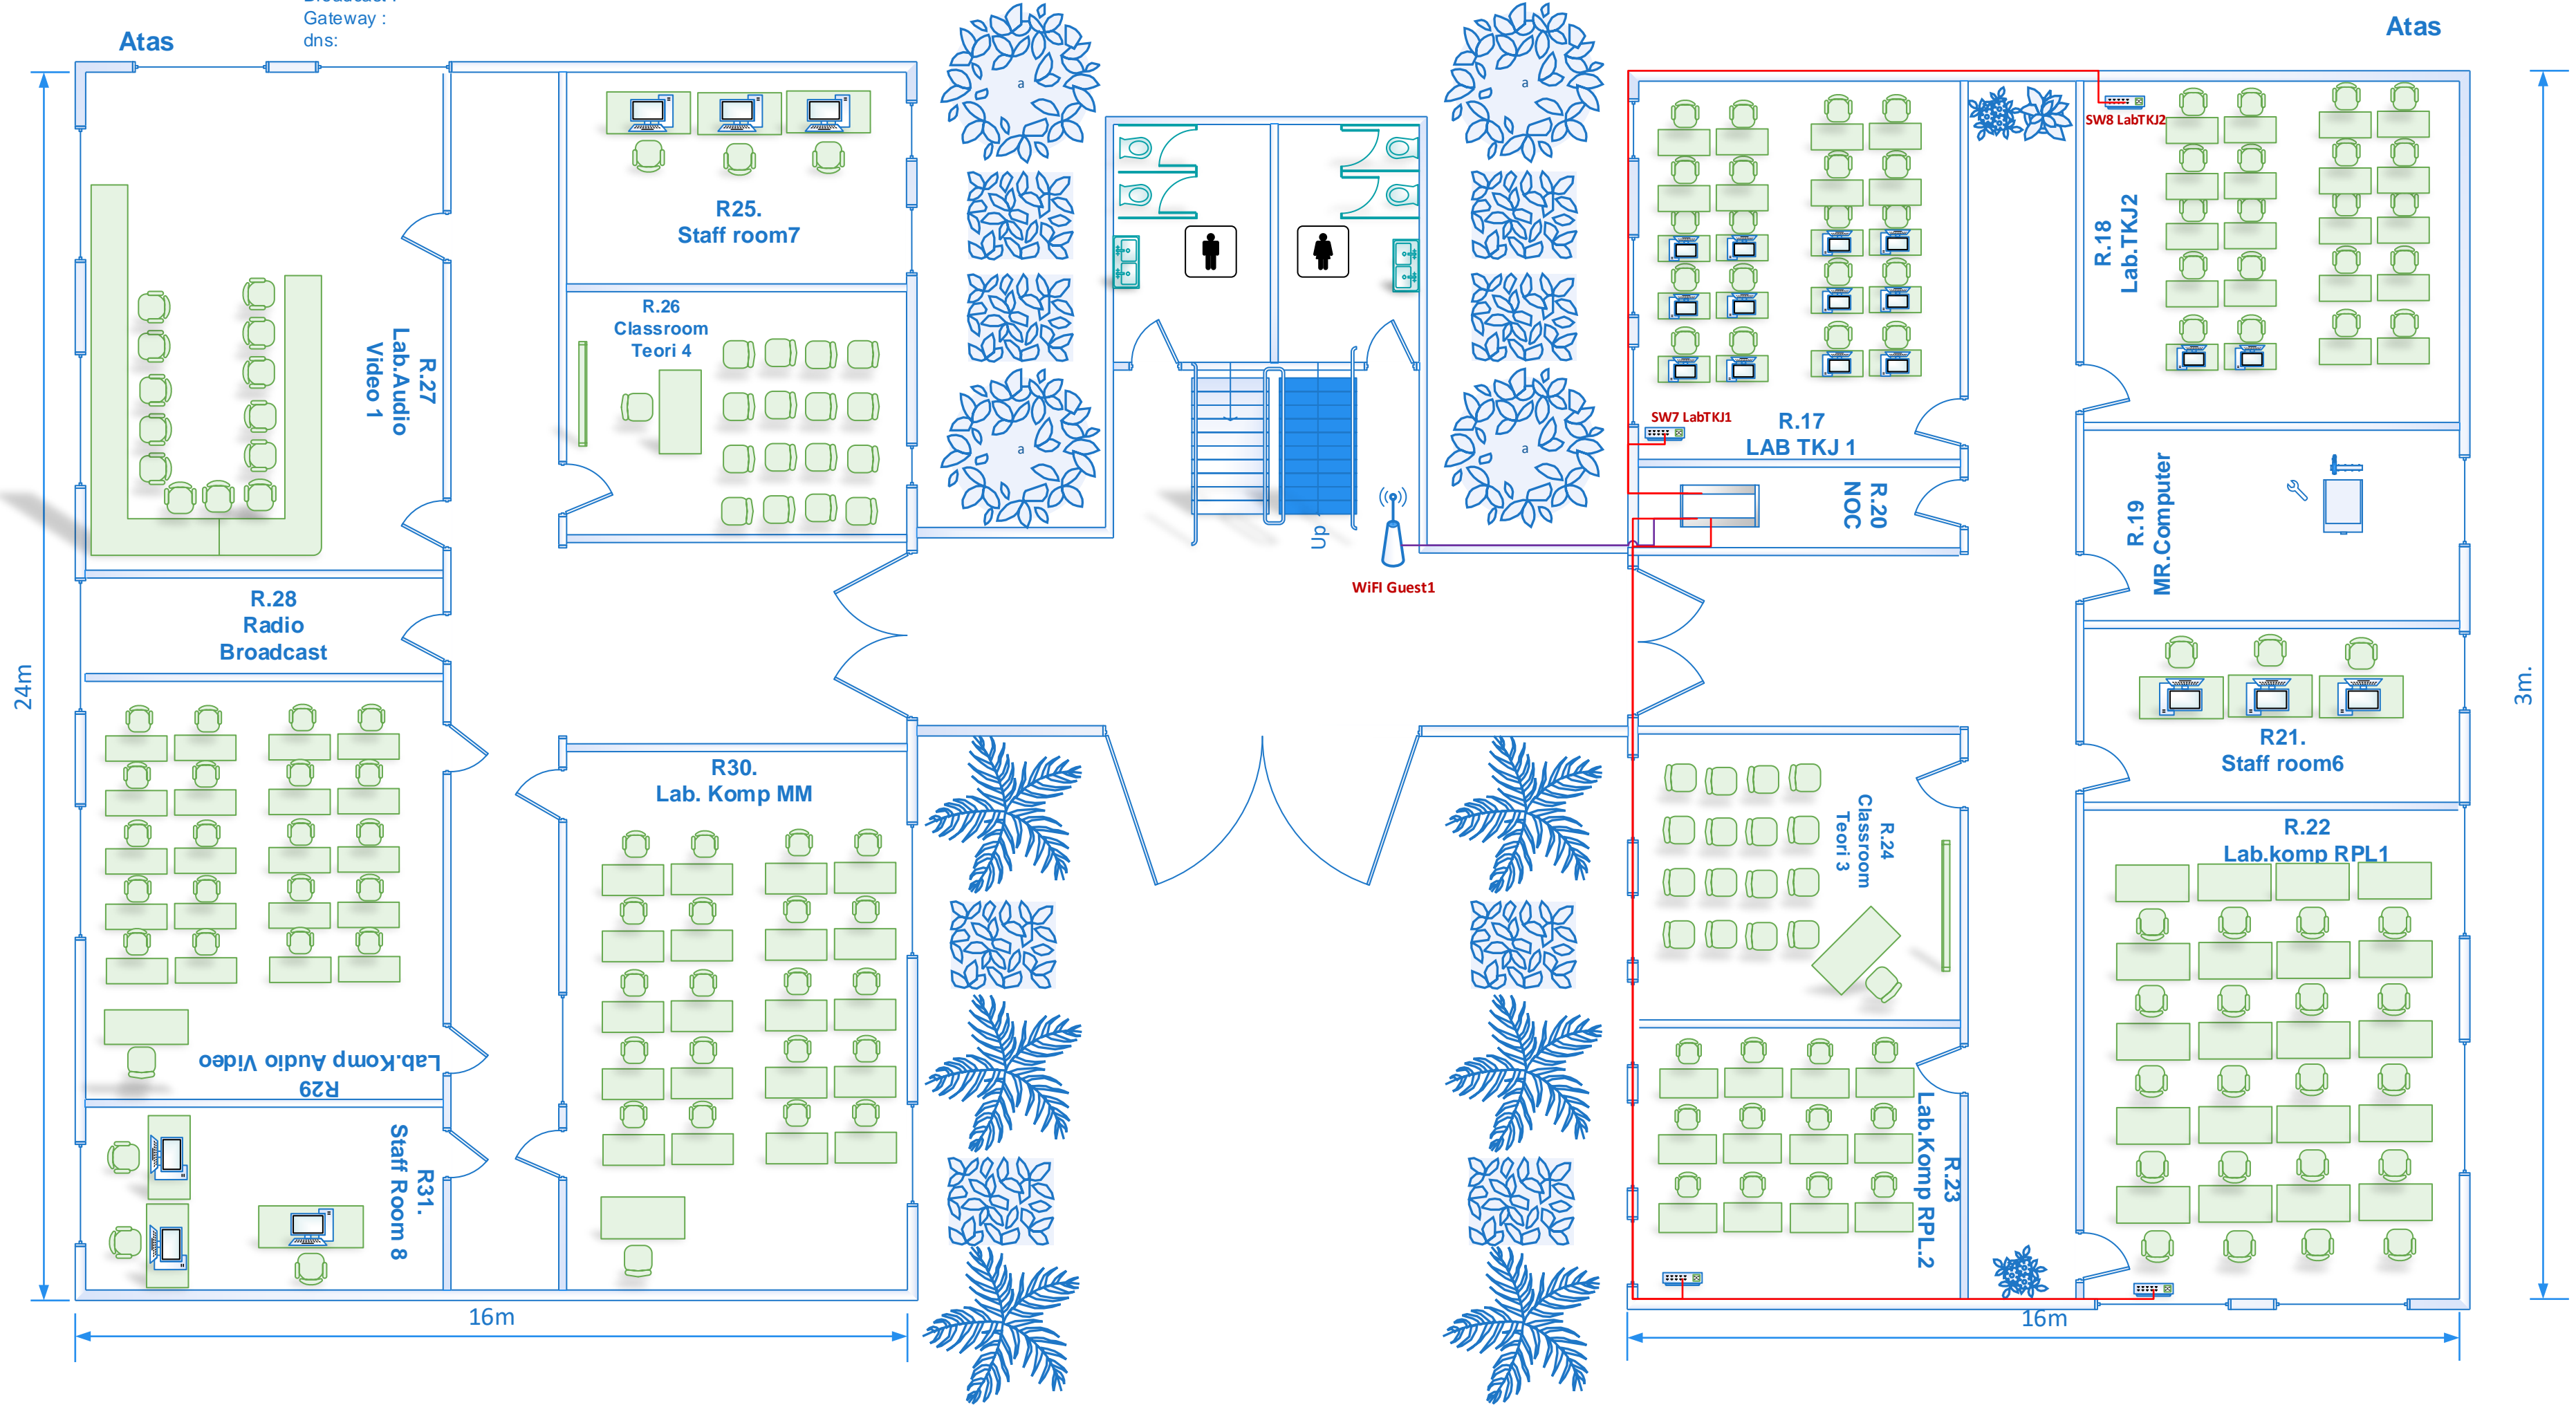 Gateway :
dns:
Atas
Atas
R25.
Staff room7
R.26
Classroom
Teori 4
R.27
Lab.Audio
Video 1
R.28
Radio
Broadcast
R29
Lab.Komp Audio Video
R30.
Lab. Komp MM
R31.
Staff Room 8
24m
16m
a
a
a
a
Up
WiFI Guest1
SW7 LabTKJ1
R.17
LAB TKJ 1
R.20
NOC
SW8 LabTKJ2
R.18
Lab.TKJ2
R.19
MR.Computer
R21.
Staff room6
R.22
Lab.komp RPL1
R.24
Classroom
Teori 3
R.23
Lab.Komp RPL.2
16m
3m.